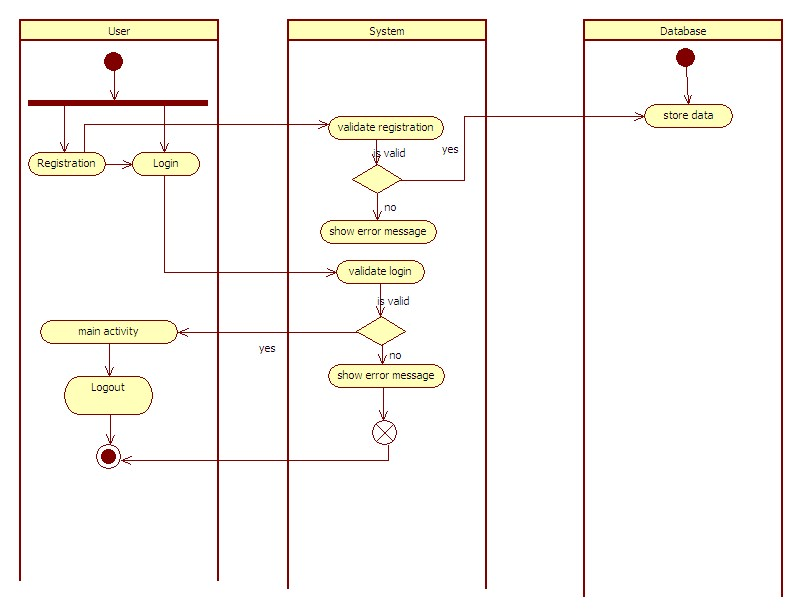 User
System
Database
store data
validate registration
is valid
yes
Registration
Login
no
show error message
validate login
is valid
main activity
yes
no
show error message
Logout